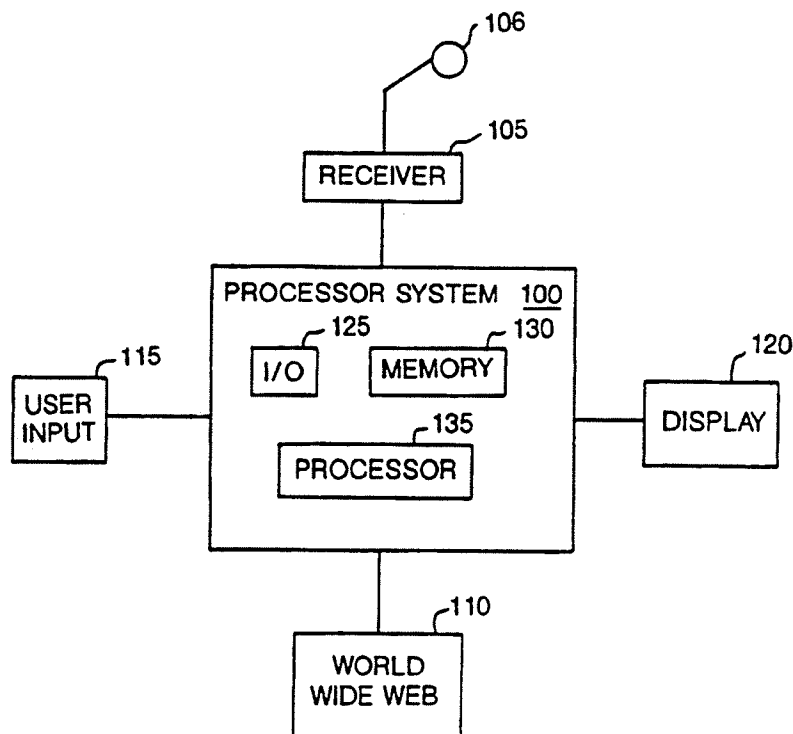 106
105
RECEIVER
PROCESSOR SYSTEM 100
125
130
I/O
MEMORY
115
USER
INPUT
120
DISPLAY
135
PROCESSOR
110
WORLD
WIDE WEB